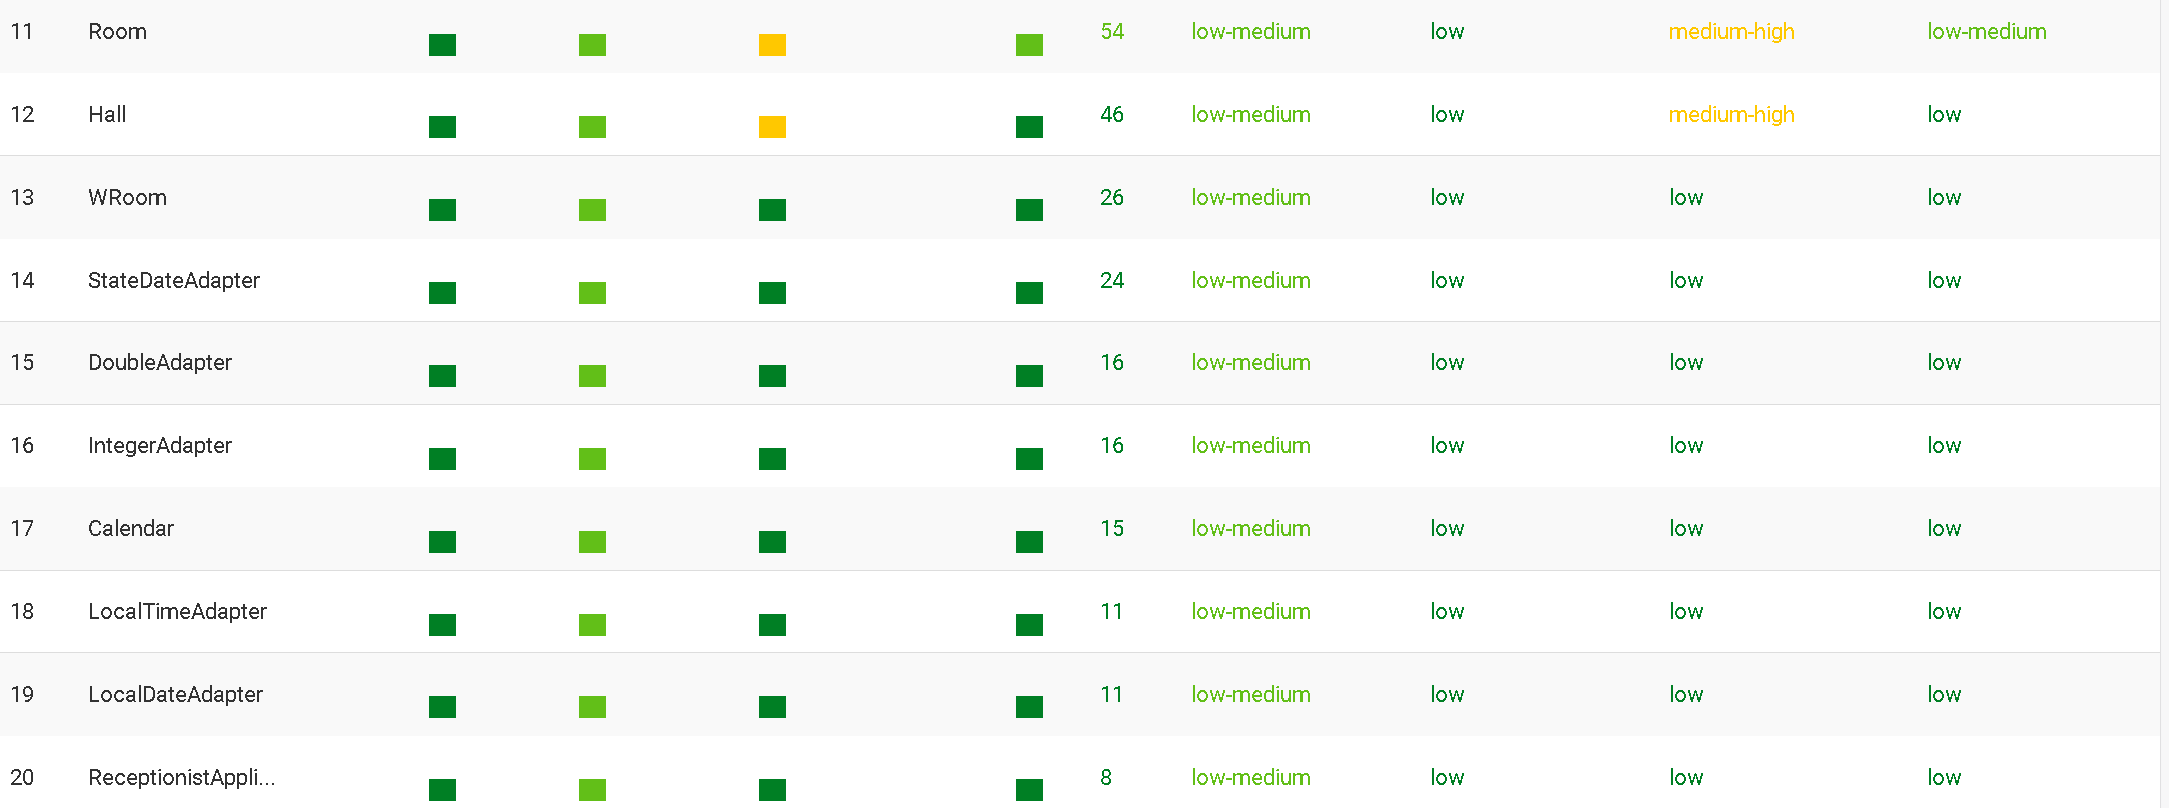 11 Room 54 low-medium low medium-high low-medium
12 Hall 46 low-medium low medium-high low
13 WRoom 26 low-medium low low low
14 StateDateAdapter 24 low-medium low low low
15 DoubleAdapter 16 low-medium low low low
16 IntegerAdapter 16 low-medium low low low
17 Calendar 15 low-medium low low low
18 LocalTimeAdapter 11 low-medium low low low
19 LocalDateAdapter 11 low-medium low low low
20 ReceptionistAppli... 8 low-medium low low low